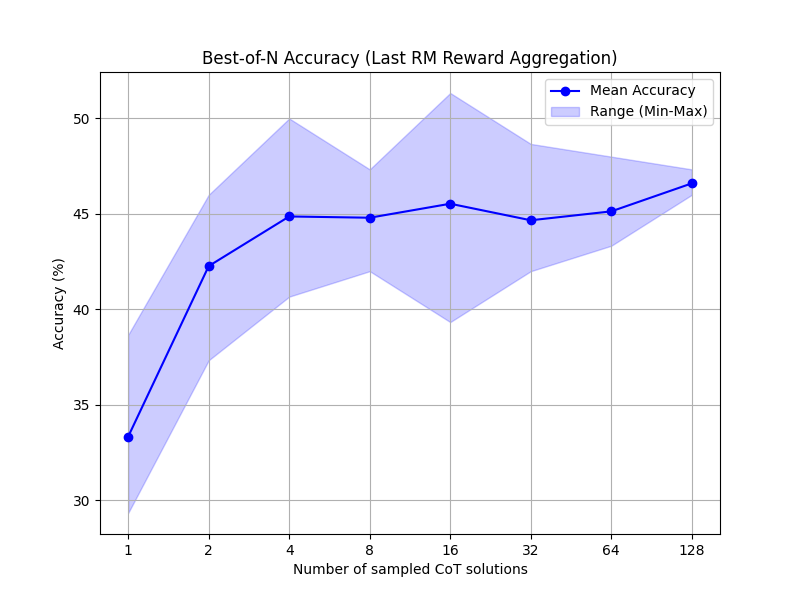 Best-of-N Accuracy (Last RM Reward Aggregation)
Mean Accuracy
Range (Min-Max)
Accuracy (%)
50
45
40
35
30
1 2 4 8 16 32 64 128
Number of sampled CoT solutions